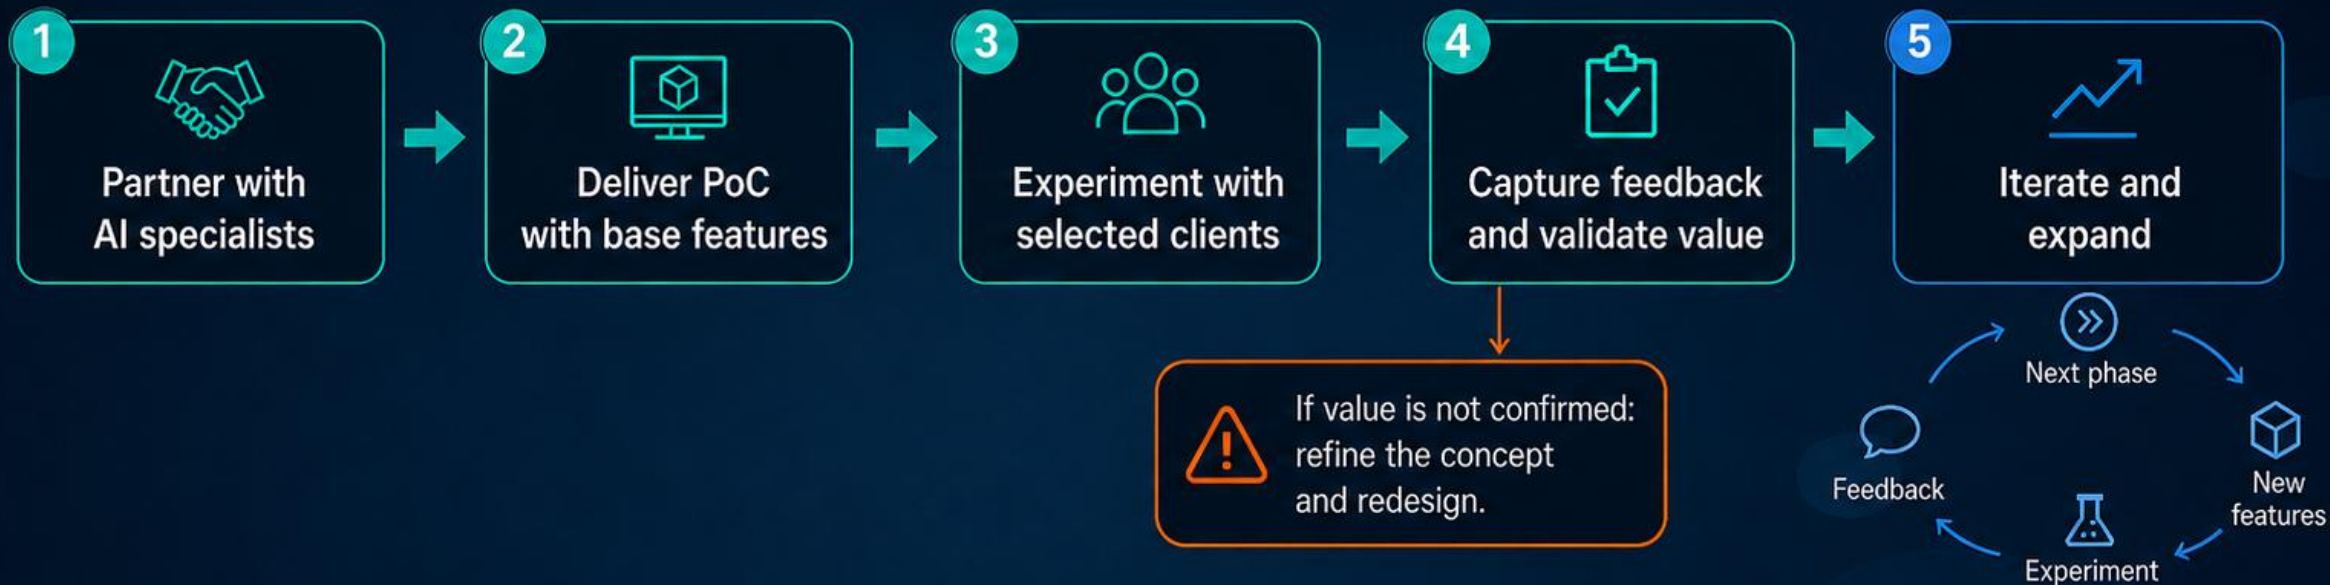 1
Partner with
AI specialists
2
Deliver PoC
with base features
3
Experiment with
selected clients
4
Capture feedback
and validate value
5
Iterate and
expand
If value is not confirmed:
refine the concept
and redesign.
Next phase
New
features
Experiment
Feedback